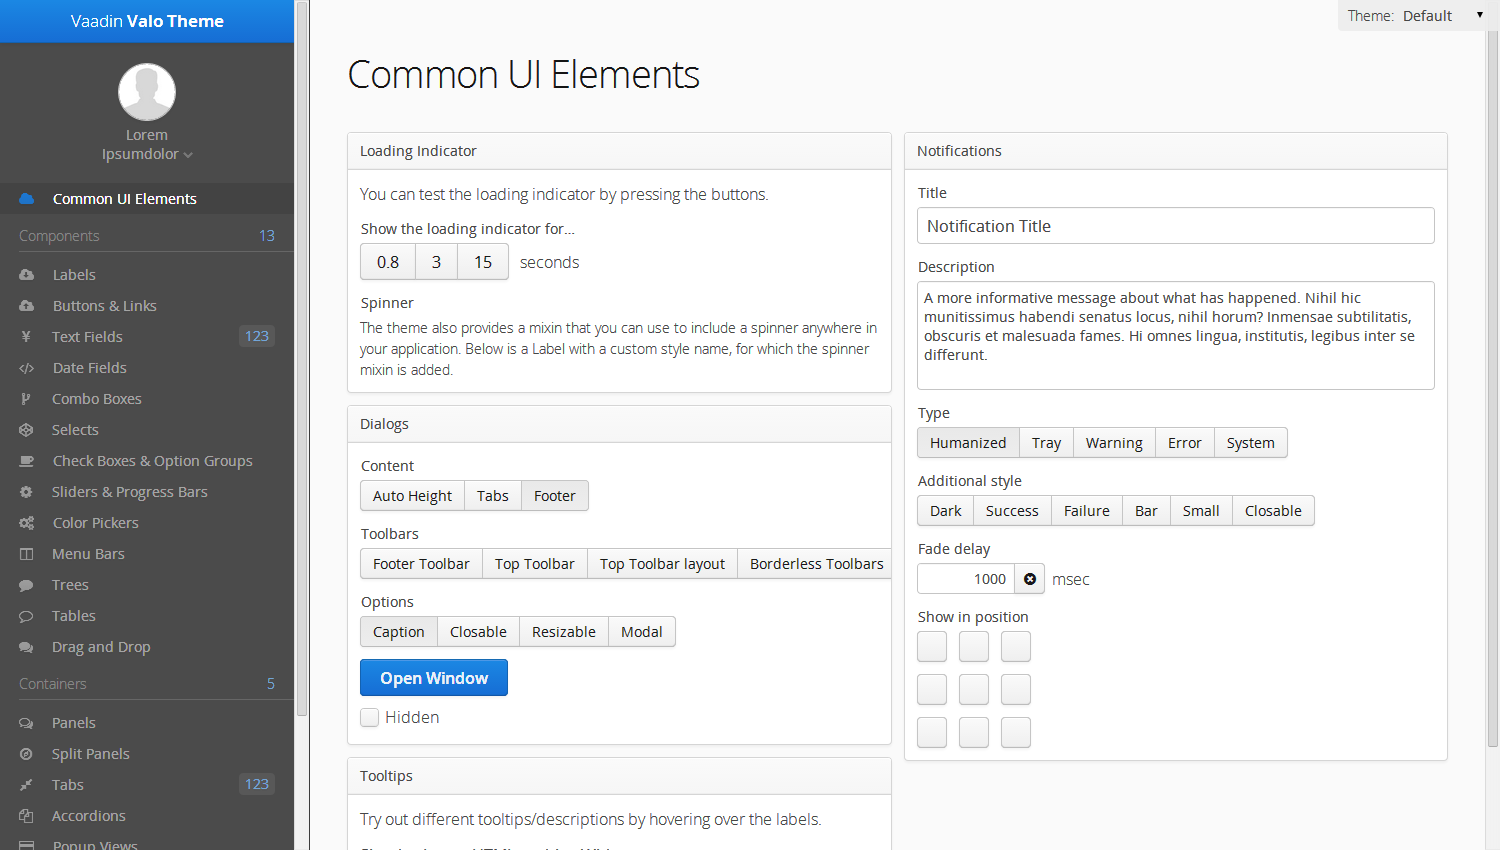 Vaadin Valo Theme
Lorem
Ipsumdolor
Common UI Elements
Components 13
Labels
Buttons & Links
Text Fields 123
Date Fields
Combo Boxes
Selects
Check Boxes & Option Groups
Sliders & Progress Bars
Color Pickers
Menu Bars
Trees
Tables
Drag and Drop
Containers 5
Panels
Split Panels
Tabs 123
Accordions
Popup Views
Theme: Default
Common UI Elements
Loading Indicator
You can test the loading indicator by pressing the buttons.
Show the loading indicator for...
0.8 3 15 seconds
Spinner
The theme also provides a mixin that you can use to include a spinner anywhere in
your application. Below is a Label with a custom style name, for which the spinner
mixin is added.
Dialogs
Content
Auto Height Tabs Footer
Toolbars
Footer Toolbar Top Toolbar Top Toolbar layout Borderless Toolbars
Options
Caption Closable Resizable Modal
Open Window
Hidden
Tooltips
Try out different tooltips/descriptions by hovering over the labels.
Notifications
Title
Notification Title
Description
A more informative message about what has happened. Nihil hic
munitissimus habendi senatus locus, nihil horum? Inmensae subtilitatis,
obscuris et malesuada fames. Hi omnes lingua, institutis, legibus inter se
differunt.
Type
Humanized Tray Warning Error System
Additional style
Dark Success Failure Bar Small Closable
Fade delay
1000 msec
Show in position